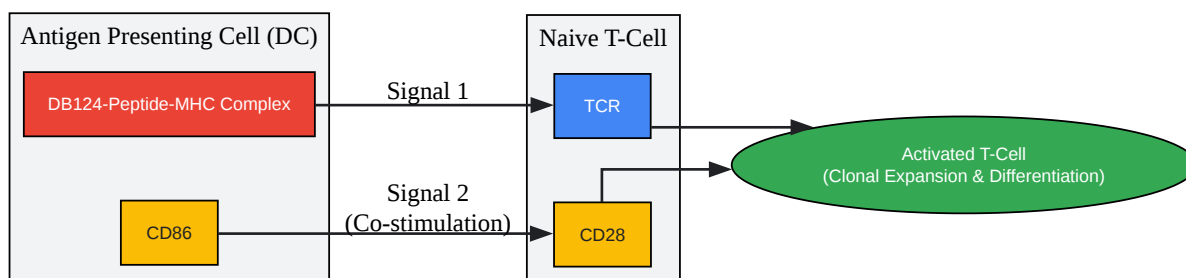 Antigen Presenting Cell (DC)
Naive T-Cell
DB124-Peptide-MHC Complex
Signal 1
TCR
Activated T-Cell
(Clonal Expansion & Differentiation)
Signal 2
(Co-stimulation)
CD86
CD28